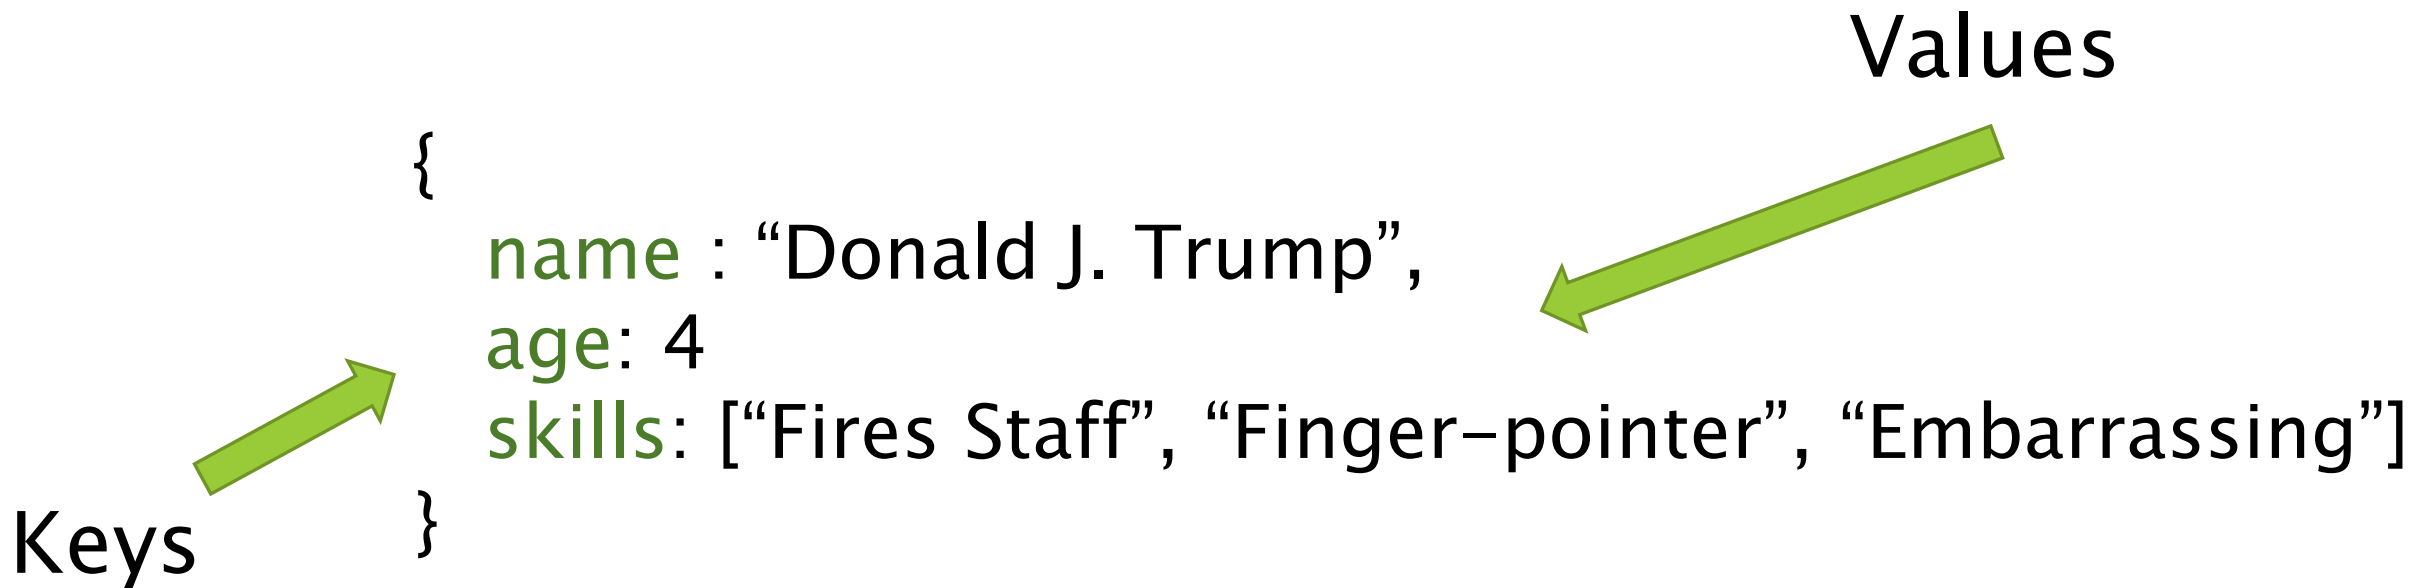 Values
{
name : “Donald J. Trump”,
age: 4
skills: [“Fires Staff”, “Finger-pointer”, “Embarrassing”]
}
Keys